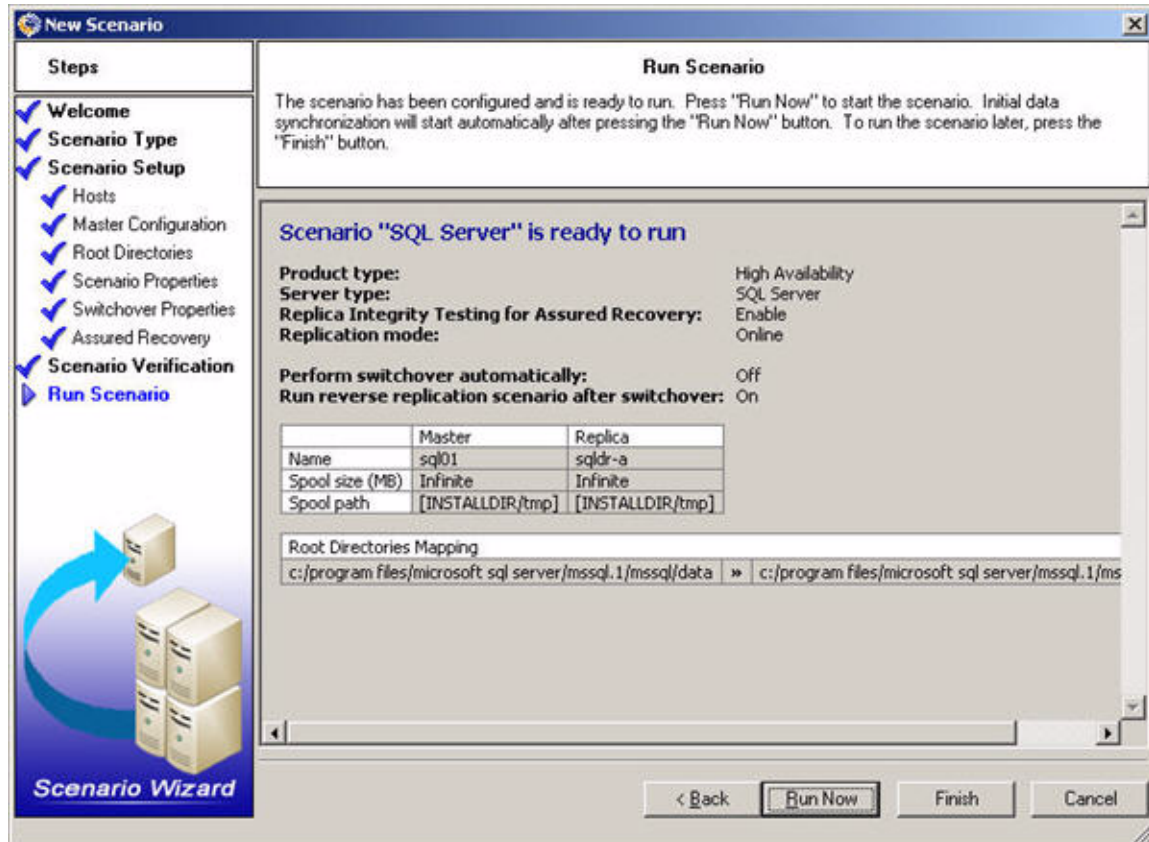 New Scenario
Steps
Welcome
Scenario Type
Scenario Setup
Hosts
Master Configuration
Root Directories
Scenario Properties
Switchover Properties
Assured Recovery
Scenario Verification
Run Scenario
Scenario Wizard
Run Scenario
The scenario has been configured and is ready to run. Press "Run Now" to start the scenario. Initial data
synchronization will start automatically after pressing the "Run Now" button. To run the scenario later, press the
"Finish" button.
Scenario "SQL Server" is ready to run
Product type: High Availability
Server type: SQL Server
Replica Integrity Testing for Assured Recovery: Enable
Replication mode: Online
Perform switchover automatically: Off
Run reverse replication scenario after switchover: On
Master Replica
Name sql01 sqldr-a
Spool size (MB) Infinite Infinite
Spool path [INSTALLDIR/tmp] [INSTALLDIR/tmp]
Root Directories Mapping
c:/program files/microsoft sql server/mssql.1/mssql/data » c:/program files/microsoft sql server/mssql.1/ms
< Back Run Now Finish Cancel